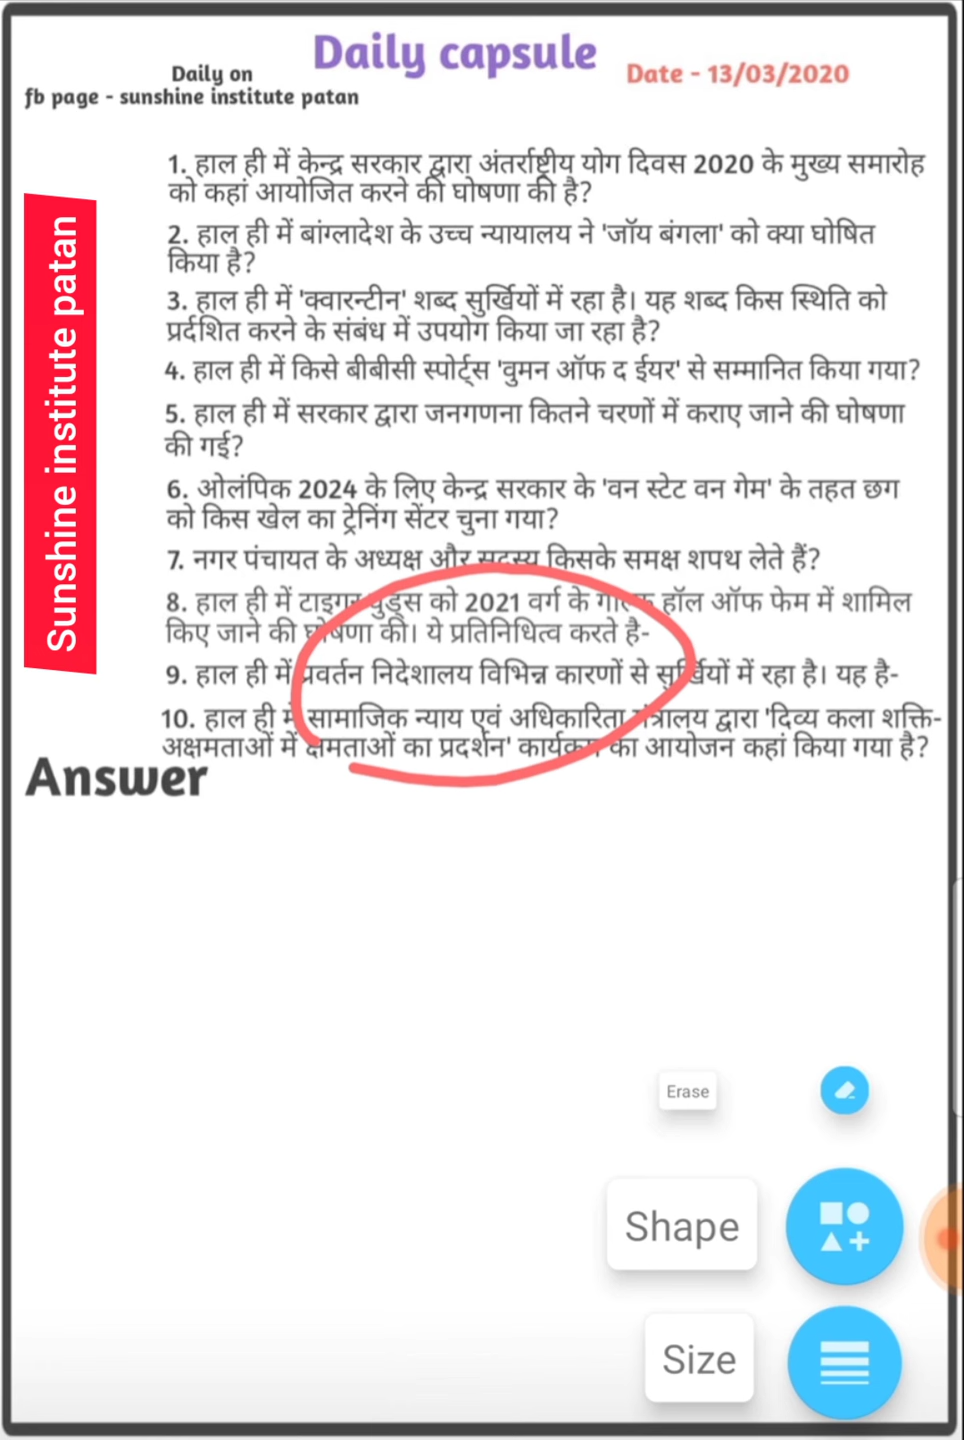 Daily capsule
Daily on
fb page - sunshine institute patan
Date - 13/03/2020
Sunshine institute patan
1. हाल ही में केन्द्र सरकार द्वारा अंतर्राष्ट्रीय योग दिवस 2020 के मुख्य समारोह
को कहां आयोजित करने की घोषणा की है?
2. हाल ही में बांग्लादेश के उच्च न्यायालय ने 'जॉय बंगला' को क्या घोषित
किया है?
3. हाल ही में 'क्वारन्टीन' शब्द सुर्खियों में रहा है। यह शब्द किस स्थिति को
प्रर्दशित करने के संबंध में उपयोग किया जा रहा है?
4. हाल ही में किसे बीबीसी स्पोर्ट्स 'वुमन ऑफ द ईयर' से सम्मानित किया गया?
5. हाल ही में सरकार द्वारा जनगणना कितने चरणों में कराए जाने की घोषणा
की गई?
6. ओलंपिक 2024 के लिए केन्द्र सरकार के 'वन स्टेट वन गेम' के तहत छग
को किस खेल का ट्रेनिंग सेंटर चुना गया?
7. नगर पंचायत के अध्यक्ष और सदस्य किसके समक्ष शपथ लेते हैं?
8. हाल ही में टाइगर वुड्स को 2021 वर्ग के गोल्फ हॉल ऑफ फेम में शामिल
किए जाने की घोषणा की। ये प्रतिनिधित्व करते है-
9. हाल ही में प्रवर्तन निदेशालय विभिन्न कारणों से सुर्खियों में रहा है। यह है-
10. हाल ही में सामाजिक न्याय एवं अधिकारिता मंत्रालय द्वारा 'दिव्य कला शक्ति-
अक्षमताओं में क्षमताओं का प्रदर्शन' कार्यक्रम का आयोजन कहां किया गया है?
Answer
Erase
Shape
Size